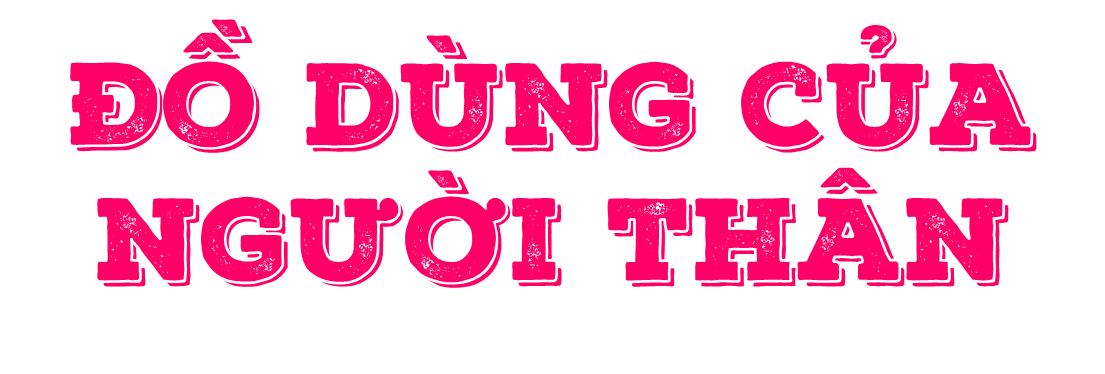 ĐỒ DÙNG CỦA
NGƯỜI THÂN